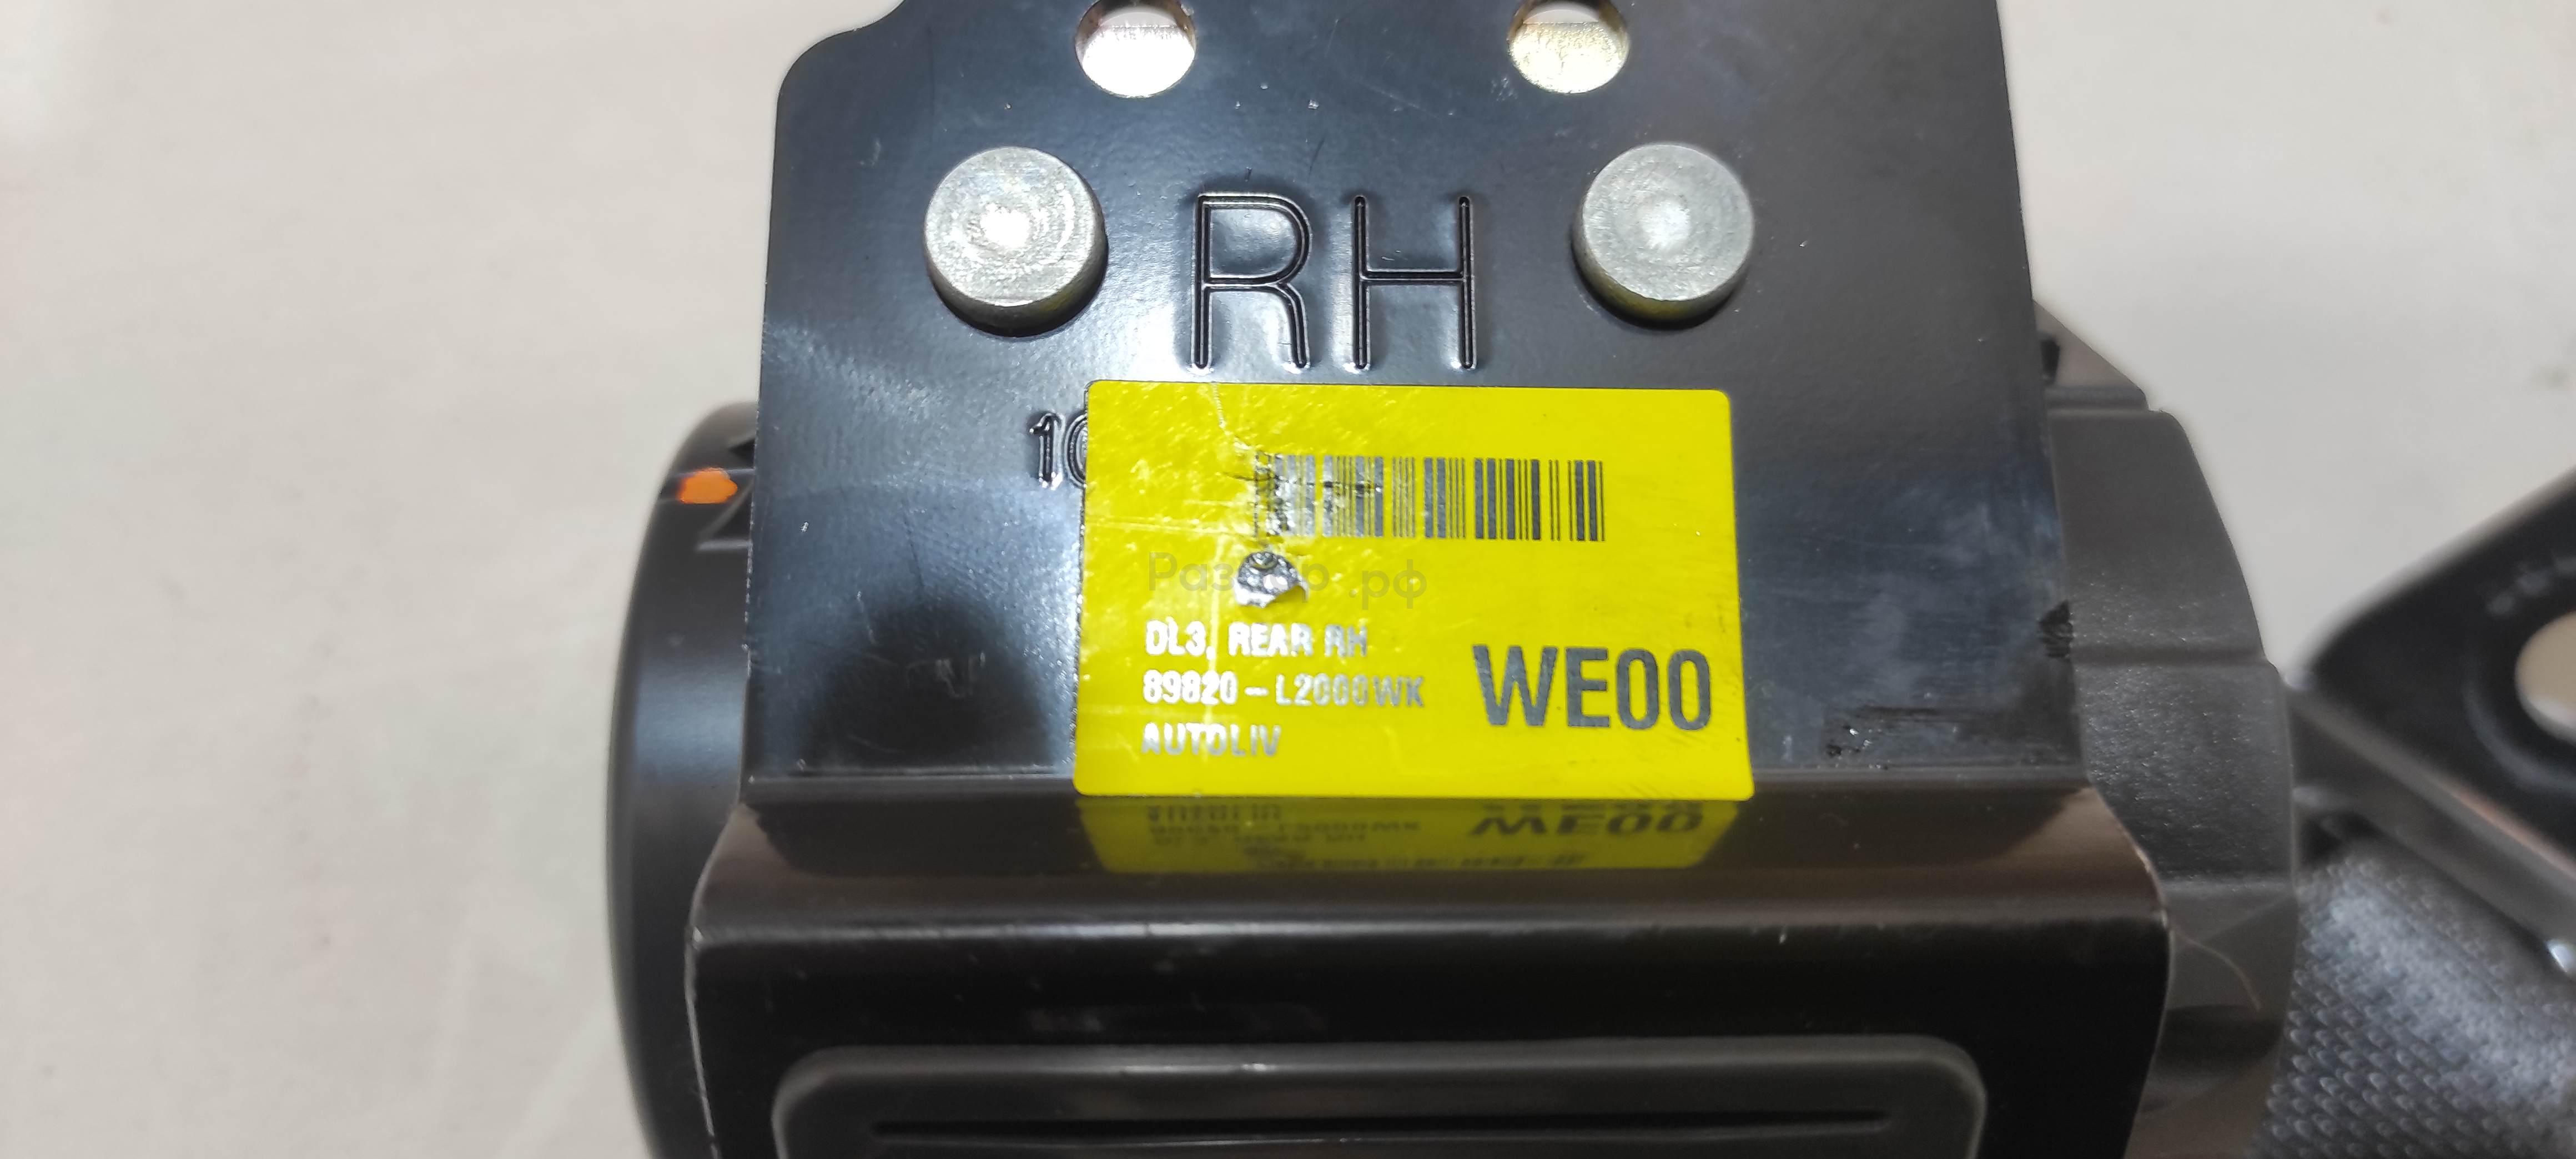 RH
DL3, REAR RH
89820-L2000WK
WE00
AUTOLIV